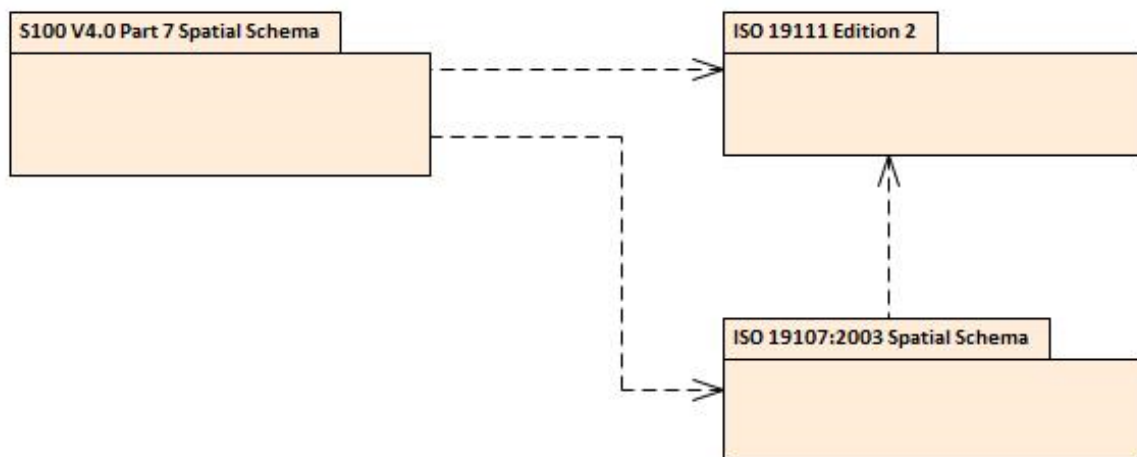 S100 V4.0 Part 7 Spatial Schema
ISO 19111 Edition 2
ISO 19107:2003 Spatial Schema